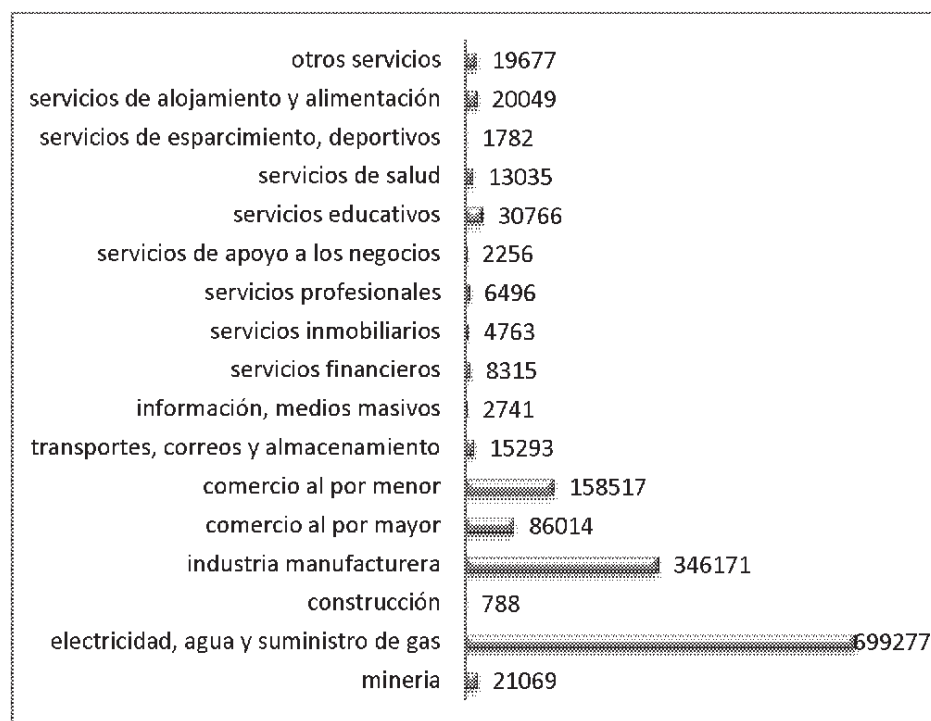 otros servicios 19677
servicios de alojamiento y alimentación 20049
servicios de esparcimiento, deportivos 1782
servicios de salud 13035
servicios educativos 30766
servicios de apoyo a los negocios 2256
servicios profesionales 6496
servicios inmobiliarios 4763
servicios financieros 8315
información, medios masivos 2741
transportes, correos y almacenamiento 15293
comercio al por menor 158517
comercio al por mayor 86014
industria manufacturera 346171
construcción 788
electricidad, agua y suministro de gas 699277
mineria 21069